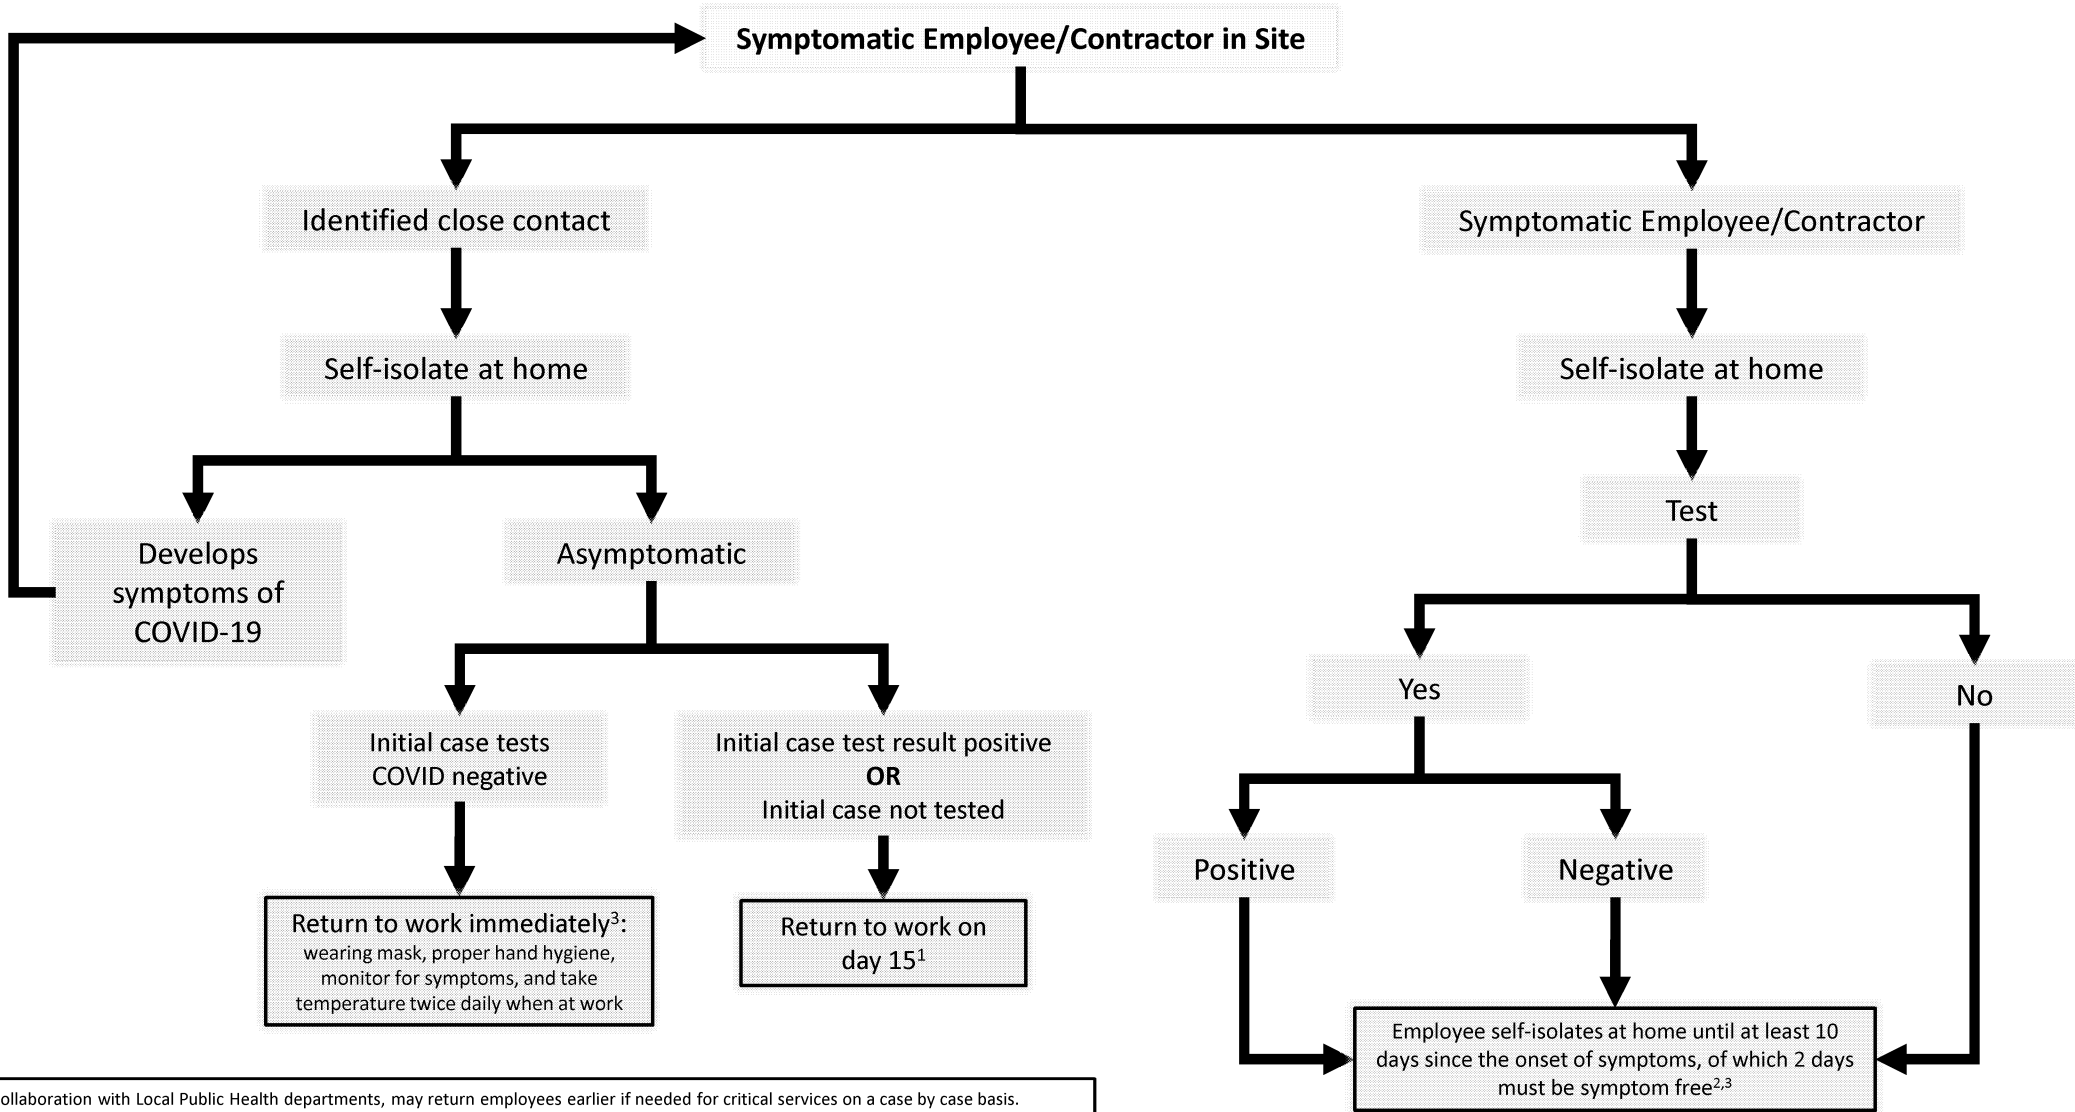 Symptomatic Employee/Contractor in Site
Identified close contact
Symptomatic Employee/Contractor
Self-isolate at home
Self-isolate at home
Test
Develops
symptoms of
COVID-19
Asymptomatic
Yes
No
Initial case tests
COVID negative
Initial case test result positive
OR
Initial case not tested
Positive
Negative
Return to work immediately³:
wearing mask, proper hand hygiene,
monitor for symptoms, and take
temperature twice daily when at work
Return to work on
day 15¹
Employee self-isolates at home until at least 10
days since the onset of symptoms, of which 2 days
must be symptom free²,³
ollaboration with Local Public Health departments, may return employees earlier if needed for critical services on a case by case basis.